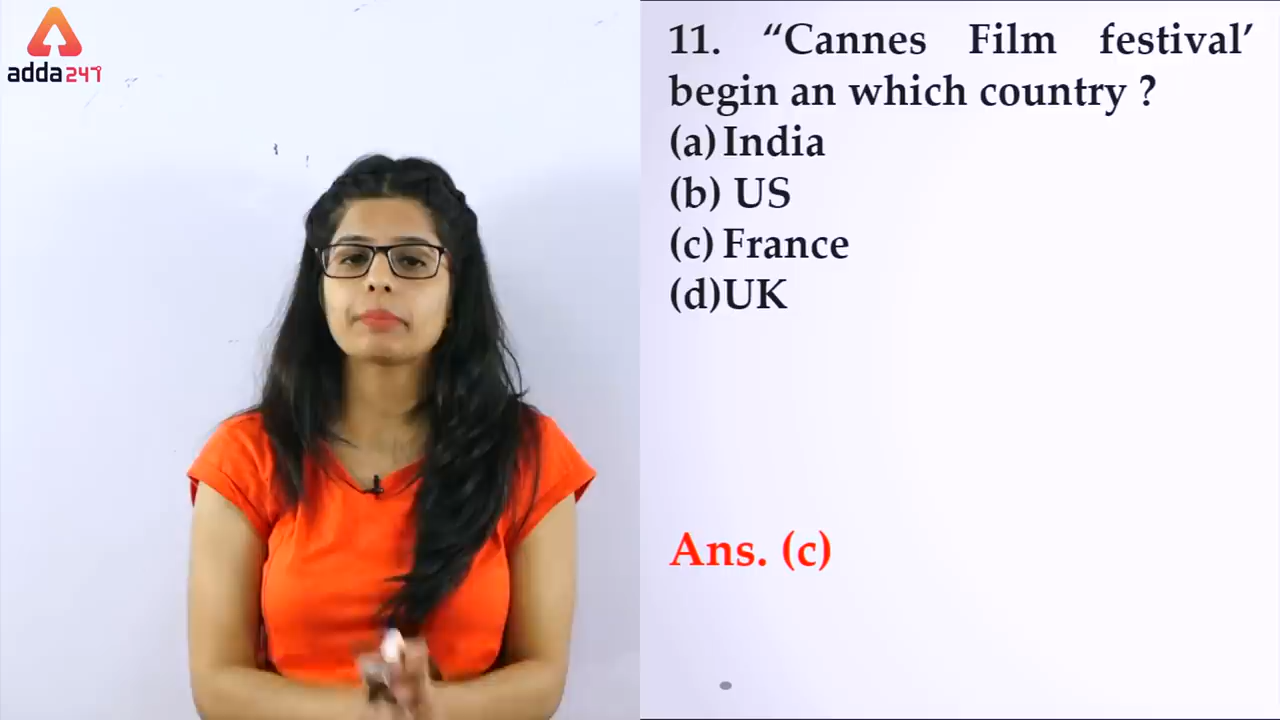 adda247
11. “Cannes Film festival’
begin an which country ?
(a) India
(b) US
(c) France
(d)UK
Ans. (c)